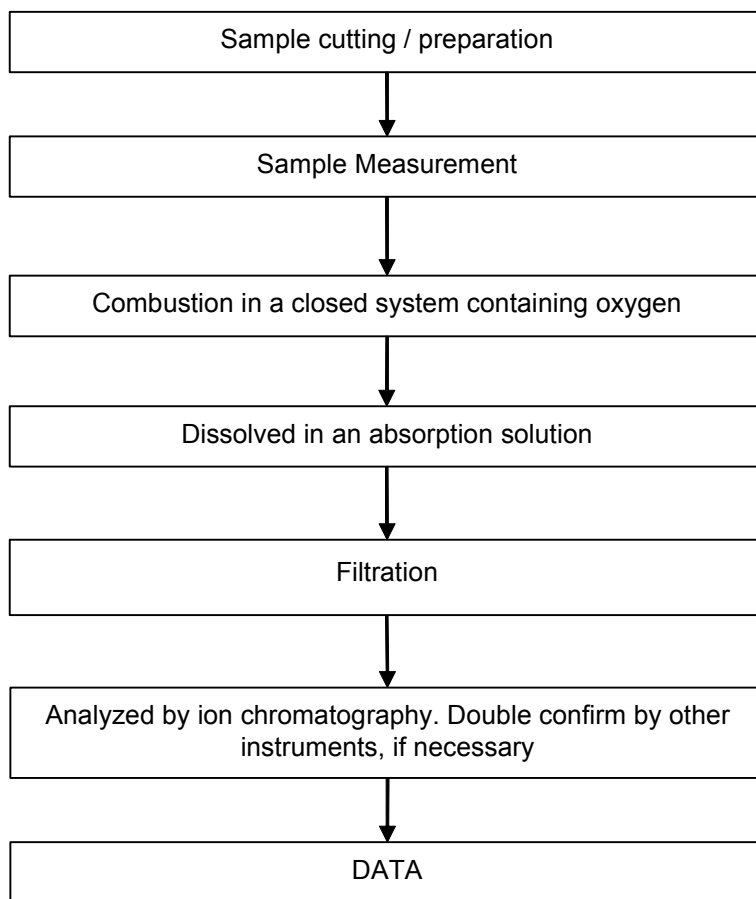 Sample cutting / preparation
Sample Measurement
Combustion in a closed system containing oxygen
Dissolved in an absorption solution
Filtration
Analyzed by ion chromatography. Double confirm by other
instruments, if necessary
DATA